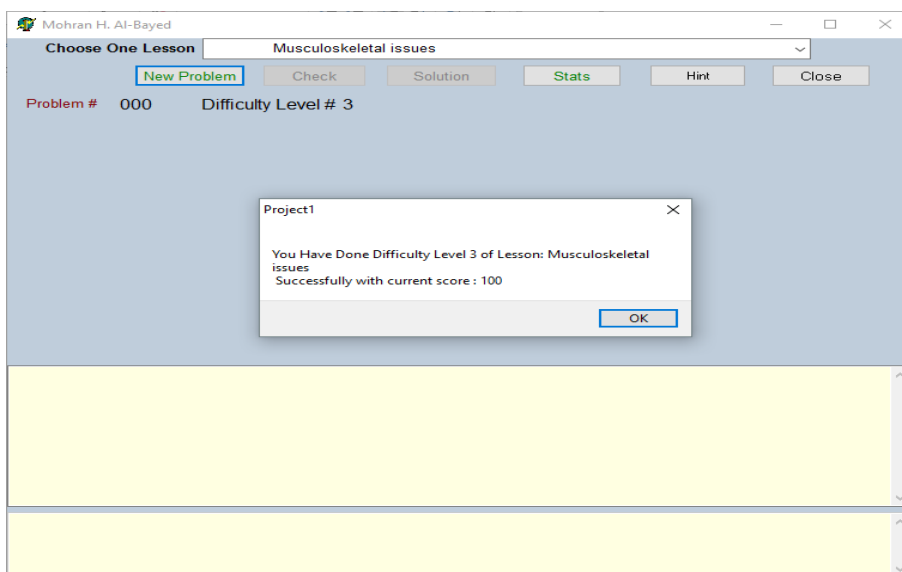 Mohran H. Al-Bayed
Choose One Lesson Musculoskeletal issues
New Problem Check Solution Stats Hint Close
Problem # 000 Difficulty Level # 3
Project1
You Have Done Difficulty Level 3 of Lesson: Musculoskeletal
issues
Successfully with current score : 100
OK